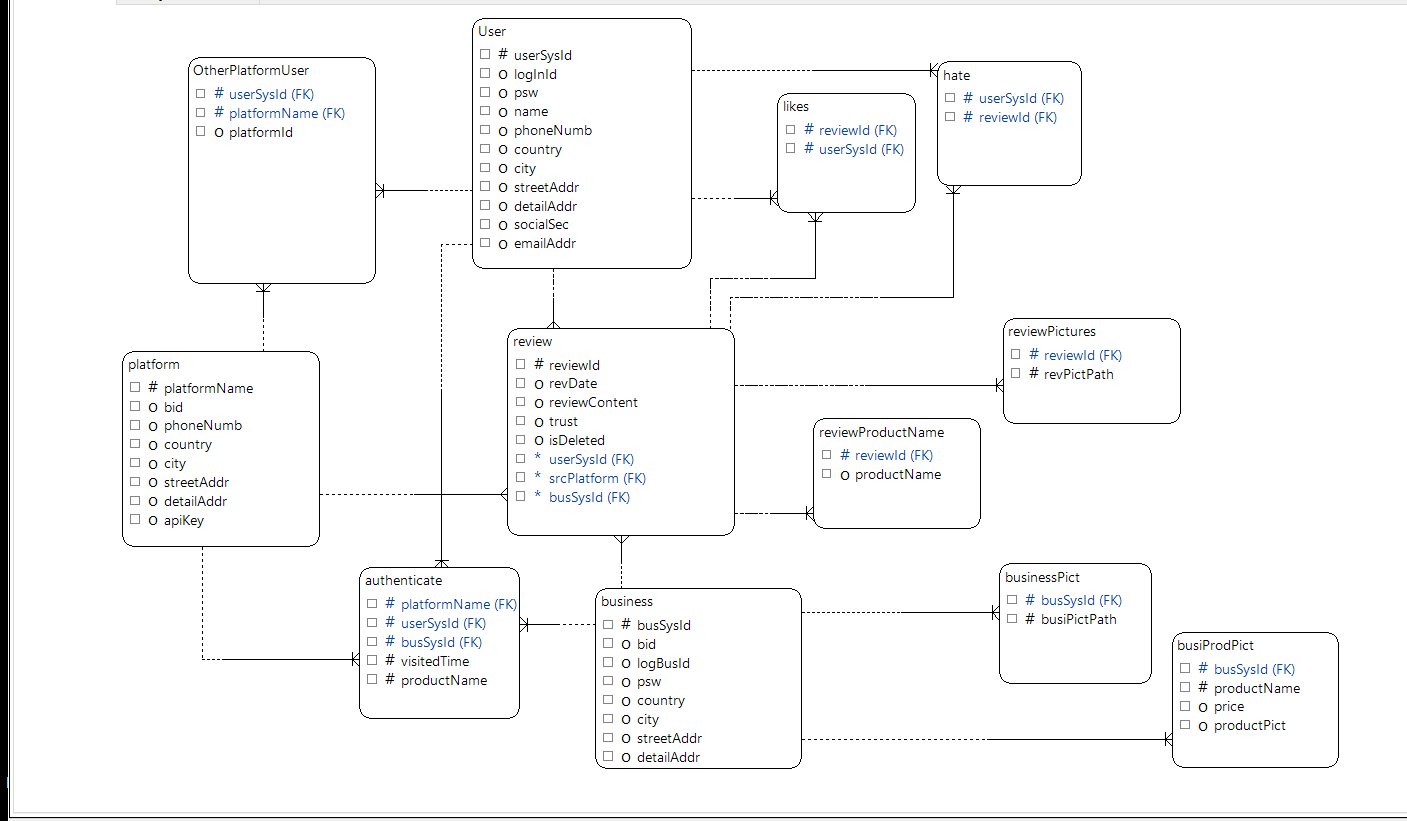 User
# userSysId
o logInId
o psw
o name
o phoneNumb
o country
o city
o streetAddr
o detailAddr
o socialSec
o emailAddr
OtherPlatformUser
# userSysId (FK)
# platformName (FK)
o platformId
likes
# reviewId (FK)
# userSysId (FK)
hate
# userSysId (FK)
# reviewId (FK)
platform
# platformName
o bid
o phoneNumb
o country
o city
o streetAddr
o detailAddr
o apiKey
review
# reviewId
o revDate
o reviewContent
o trust
o isDeleted
* userSysId (FK)
* srcPlatform (FK)
* busSysId (FK)
reviewPictures
# reviewId (FK)
# revPictPath
reviewProductName
# reviewId (FK)
o productName
authenticate
# platformName (FK)
# userSysId (FK)
# busSysId (FK)
# visitedTime
# productName
business
# busSysId
o bid
o logBusId
o psw
o country
o city
o streetAddr
o detailAddr
businessPict
# busSysId (FK)
# busiPictPath
busiProdPict
# busSysId (FK)
# productName
o price
o productPict